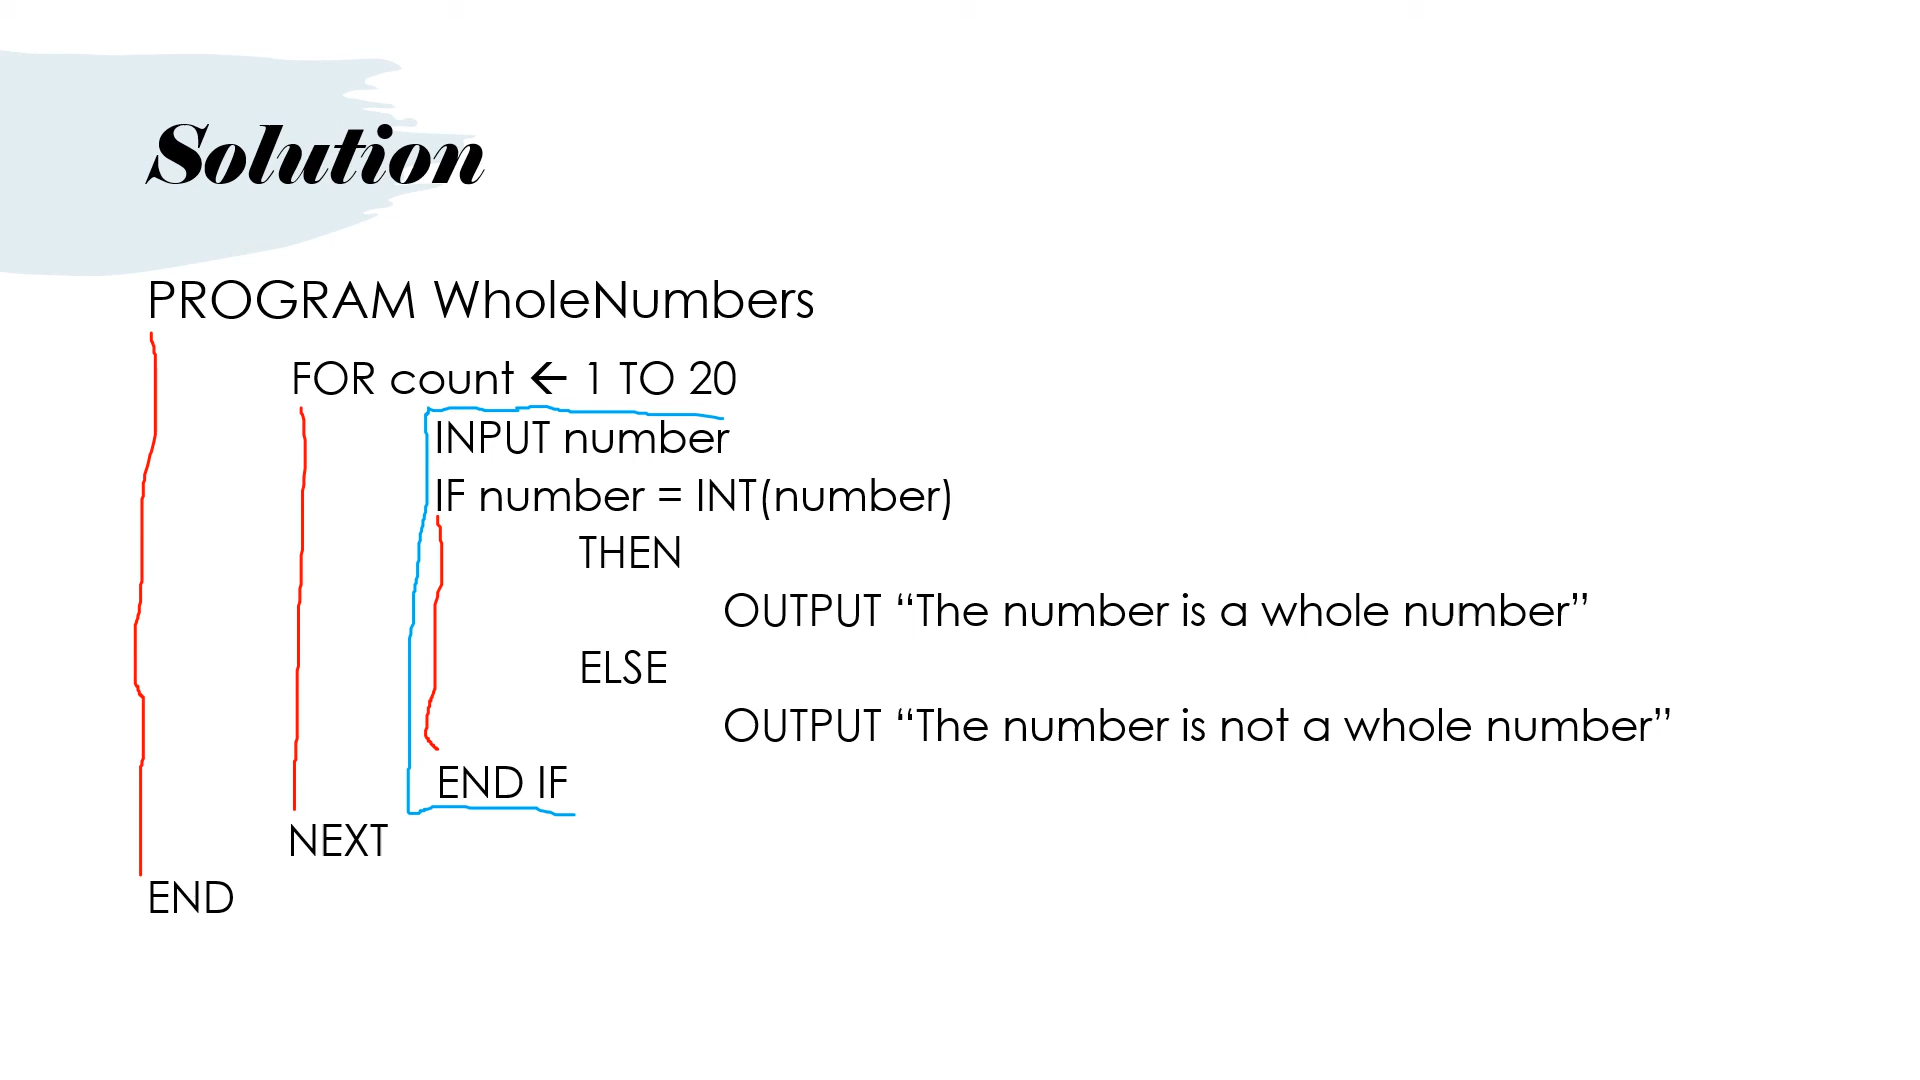 Solution
PROGRAM WholeNumbers
FOR count ← 1 TO 20
INPUT number
IF number = INT(number)
THEN
OUTPUT “The number is a whole number”
ELSE
OUTPUT “The number is not a whole number”
END IF
NEXT
END